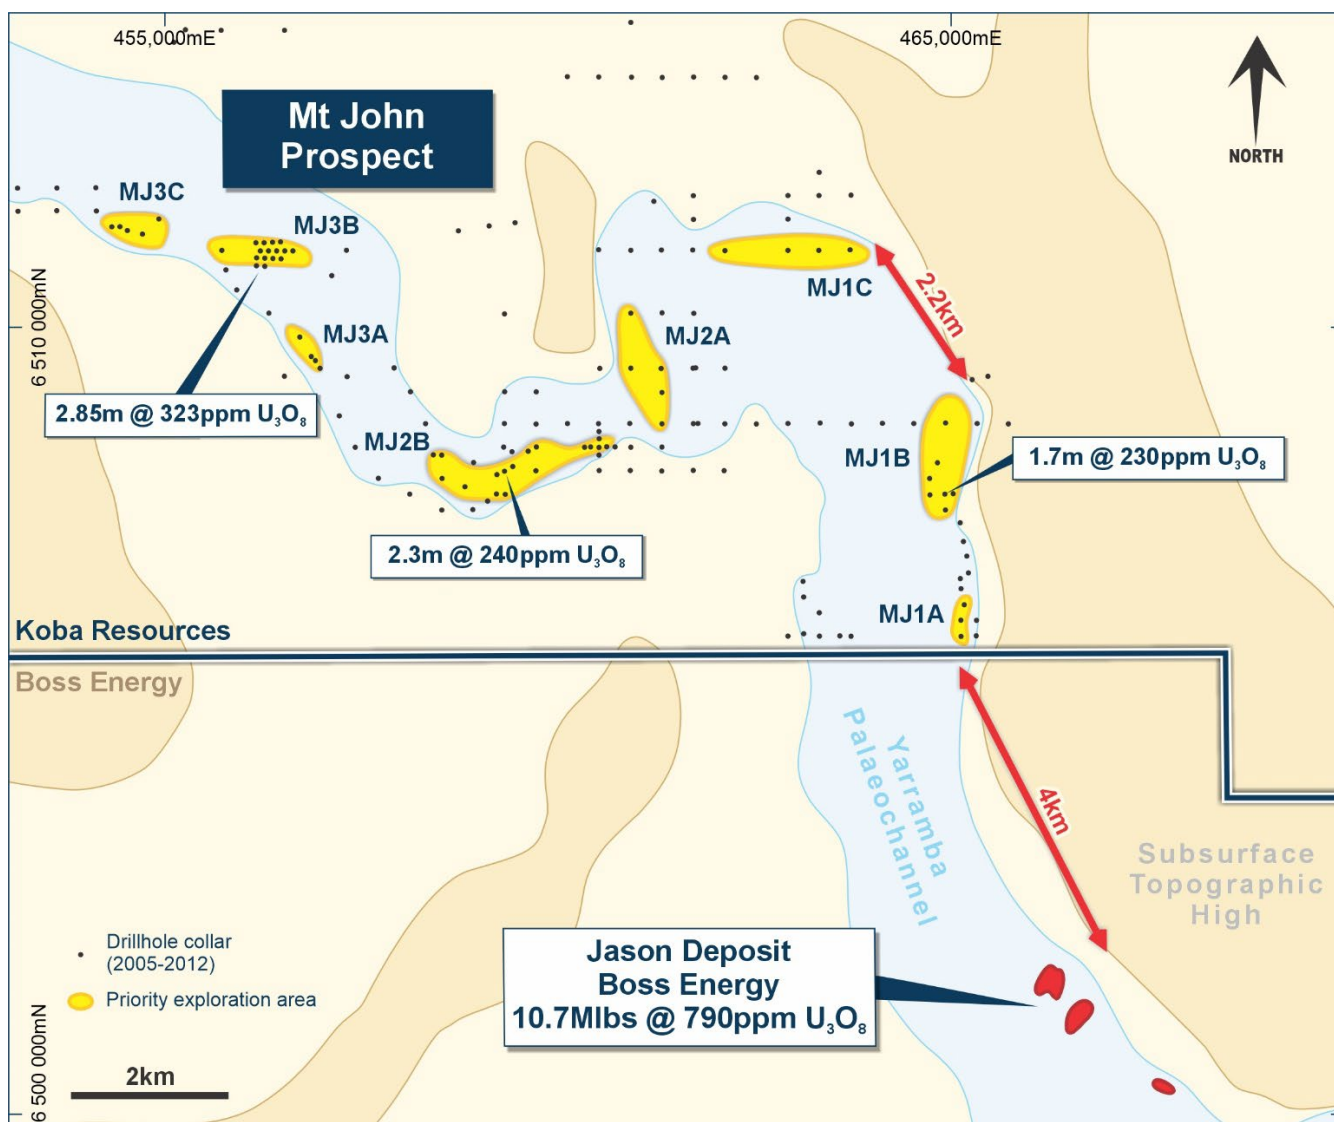 455,000mE
465,000mE
Mt John
Prospect
NORTH
MJ3C
MJ3B
MJ1C
2.2km
6 510 000mN
MJ3A
MJ2A
2.85m @ 323ppm U₃O₈
MJ2B
MJ1B
1.7m @ 230ppm U₃O₈
2.3m @ 240ppm U₃O₈
MJ1A
Koba Resources
Boss Energy
Yarramba
Palaeochannel
4km
Subsurface
Topographic
High
Drillhole collar
(2005-2012)
Priority exploration area
Jason Deposit
Boss Energy
10.7Mlbs @ 790ppm U₃O₈
2km
6 500 000mN